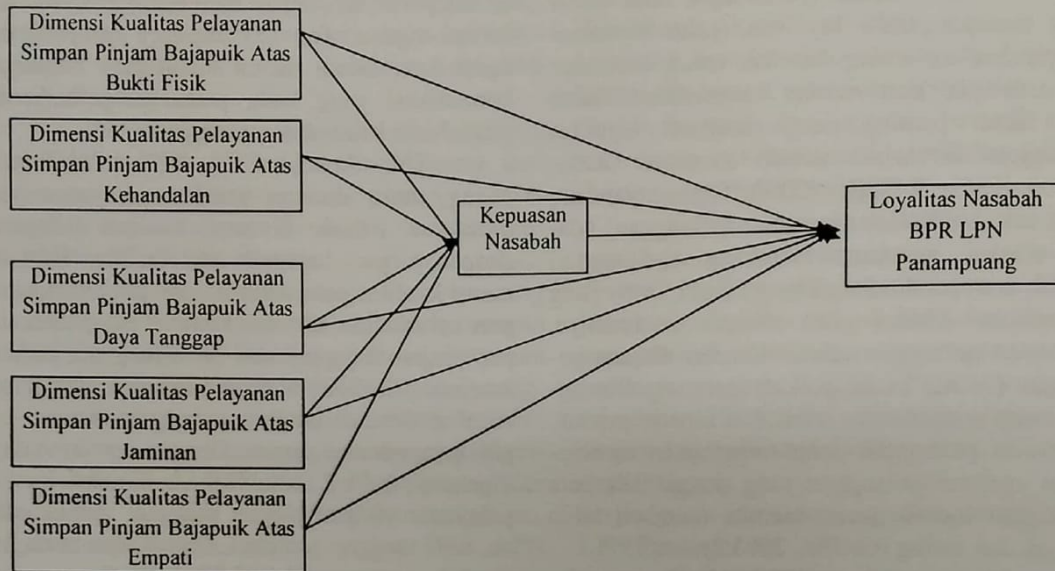 Dimensi Kualitas Pelayanan
Simpan Pinjam Bajapuik Atas
Bukti Fisik
Dimensi Kualitas Pelayanan
Simpan Pinjam Bajapuik Atas
Kehandalan
Dimensi Kualitas Pelayanan
Simpan Pinjam Bajapuik Atas
Daya Tanggap
Dimensi Kualitas Pelayanan
Simpan Pinjam Bajapuik Atas
Jaminan
Dimensi Kualitas Pelayanan
Simpan Pinjam Bajapuik Atas
Empati
Kepuasan
Nasabah
Loyalitas Nasabah
BPR LPN
Panampuang